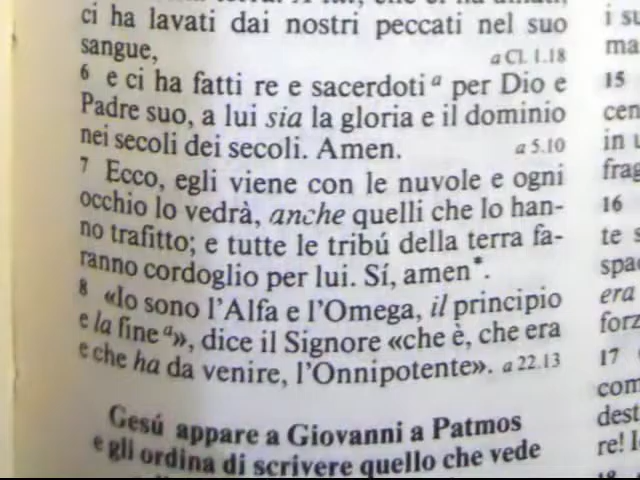 ci ha lavati dai nostri peccati nel suo
sangue, a Cl. 1.18
6 e ci ha fatti re e sacerdoti a per Dio e
Padre suo, a lui sia la gloria e il dominio
nei secoli dei secoli. Amen. a 5.10
7 Ecco, egli viene con le nuvole e ogni
occhio lo vedrà, anche quelli che lo han-
no trafitto; e tutte le tribú della terra fa-
ranno cordoglio per lui. Sí, amen*.
8 «Io sono l'Alfa e l'Omega, il principio
e la fine a», dice il Signore «che è, che era
e che ha da venire, l'Onnipotente». a 22.13
Gesú appare a Giovanni a Patmos
e gli ordina di scrivere quello che vede
15
in
16
era
17